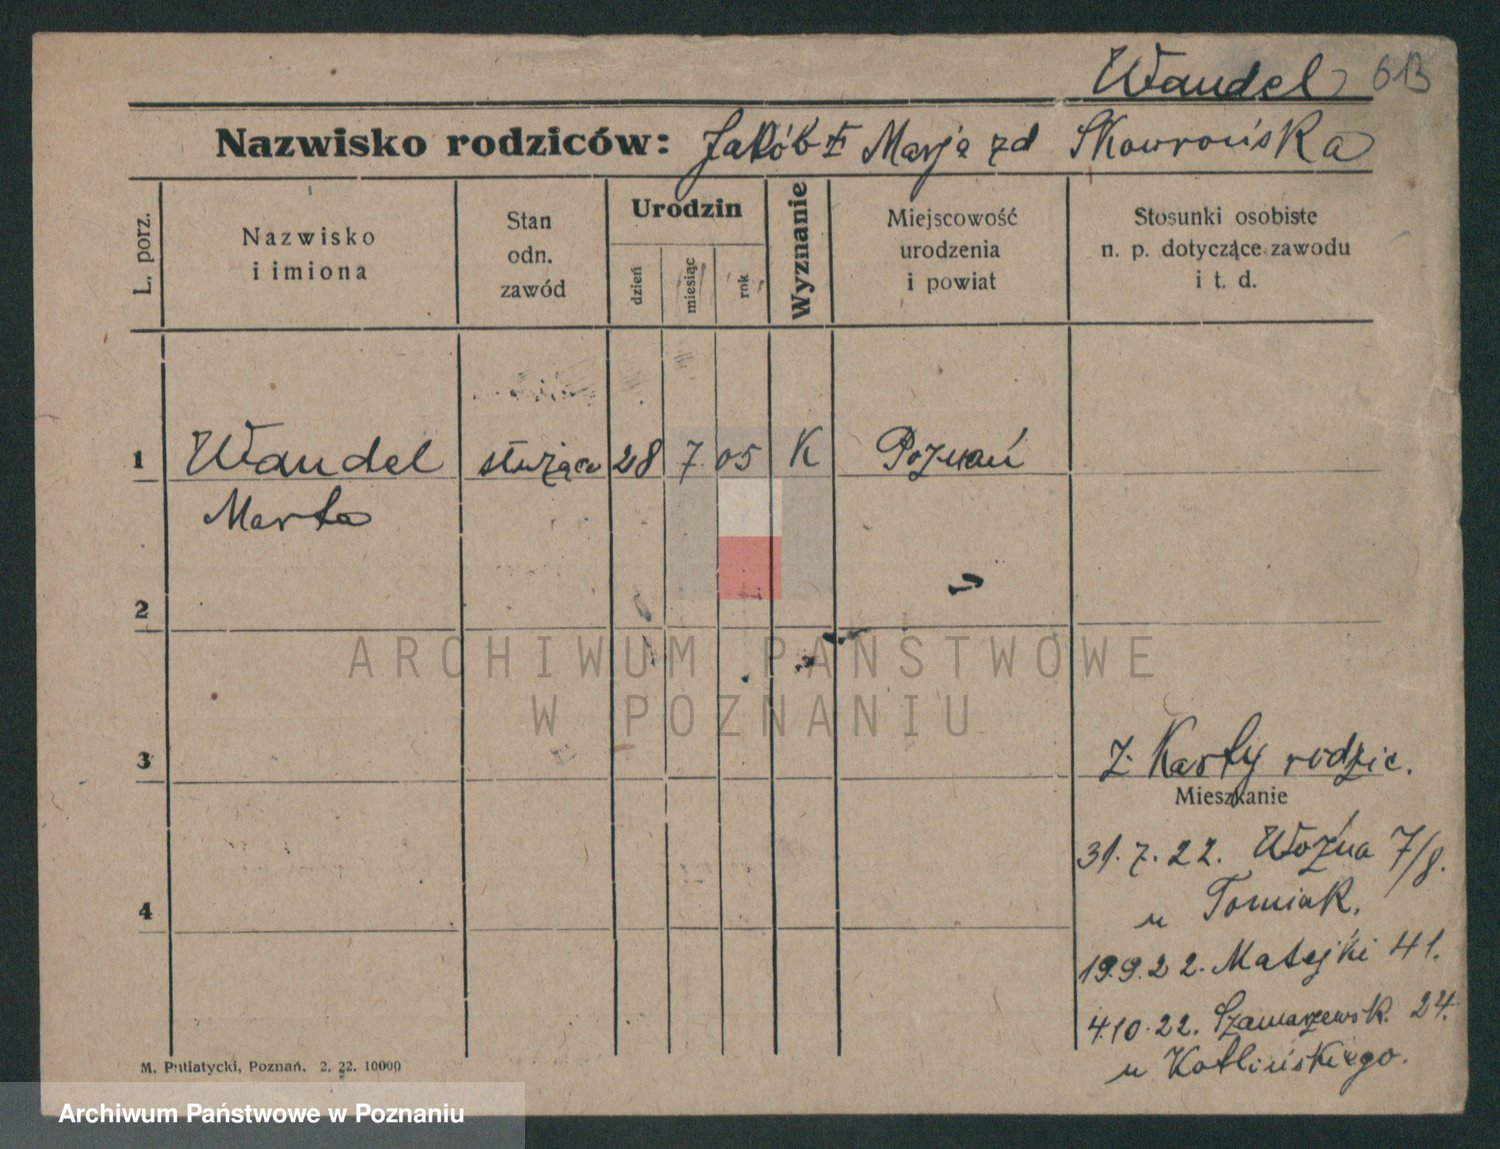 Wandel 613
Nazwisko rodziców: Jakób i Marja zd Skowrońska
L. porz.
Nazwisko
i imiona
Stan
odn.
zawód
Urodzin
dzień
miesiąc
rok
Wyznanie
Miejscowość
urodzenia
i powiat
Stosunki osobiste
n. p. dotyczące zawodu
i t. d.
1 Wandel służąca 28 7 05 K Poznań
Marta
2
ARCHIWUM PAŃSTWOWE
W POZNANIU
3
Z Karty rodzic.
Mieszkanie
31.7.22. Woźna 7/8.
4
u Tomiak.
19.9.22. Matejki 41.
4.10.22. Szamarzewsk. 24.
u Kotlińskiego.
M. Putiatycki, Poznań. 2. 22. 10000
Archiwum Państwowe w Poznaniu